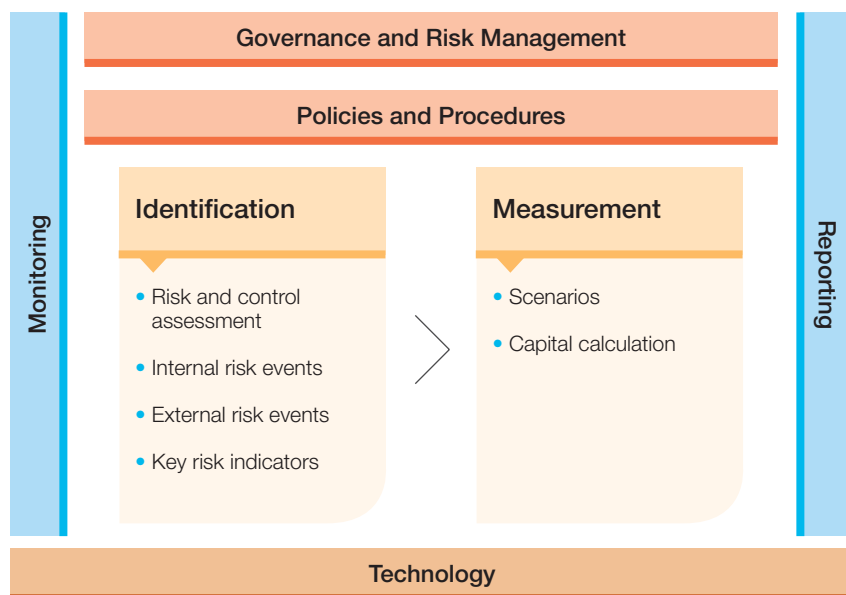 Governance and Risk Management
Policies and Procedures
Monitoring
Identification
• Risk and control
assessment
• Internal risk events
• External risk events
• Key risk indicators
Measurement
• Scenarios
• Capital calculation
Reporting
Technology